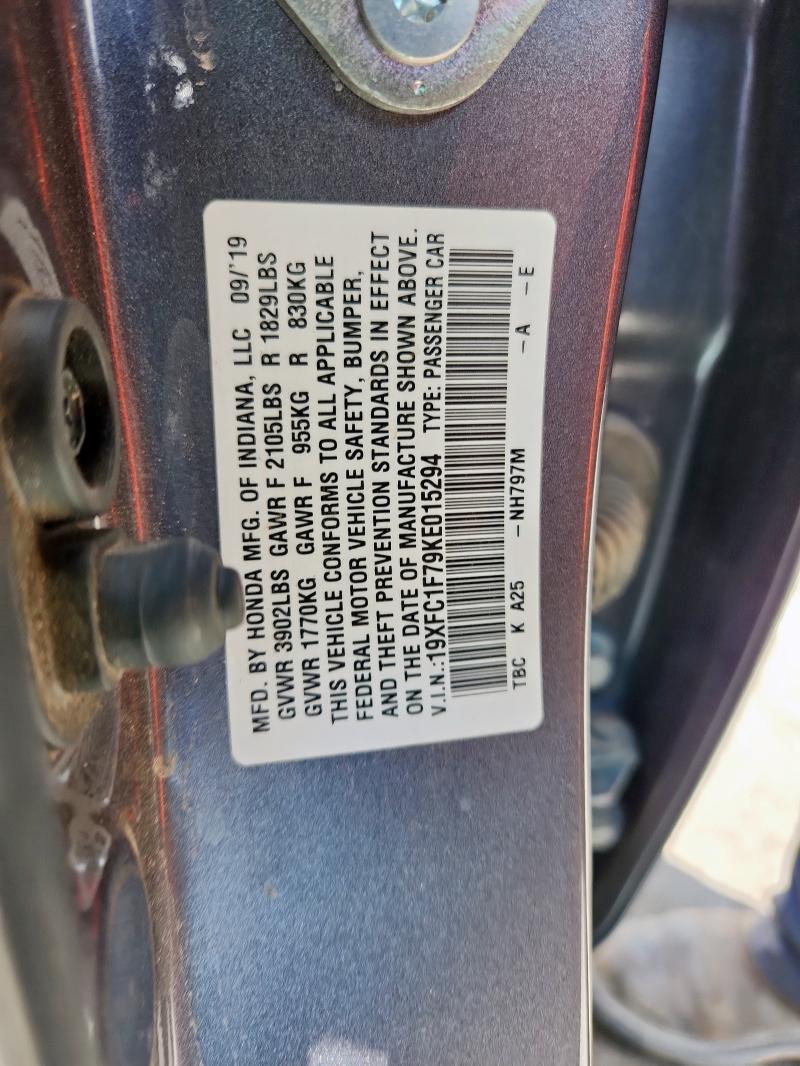 MFD. BY HONDA MFG. OF INDIANA, LLC 09/'19
GVWR 3902LBS GAWR F 2105LBS R 1829LBS
GVWR 1770KG GAWR F 955KG R 830KG
THIS VEHICLE CONFORMS TO ALL APPLICABLE
FEDERAL MOTOR VEHICLE SAFETY, BUMPER,
AND THEFT PREVENTION STANDARDS IN EFFECT
ON THE DATE OF MANUFACTURE SHOWN ABOVE.
V.I.N.:19XFC1F79KE015294 TYPE: PASSENGER CAR
TBC K A25 -NH797M -A -E